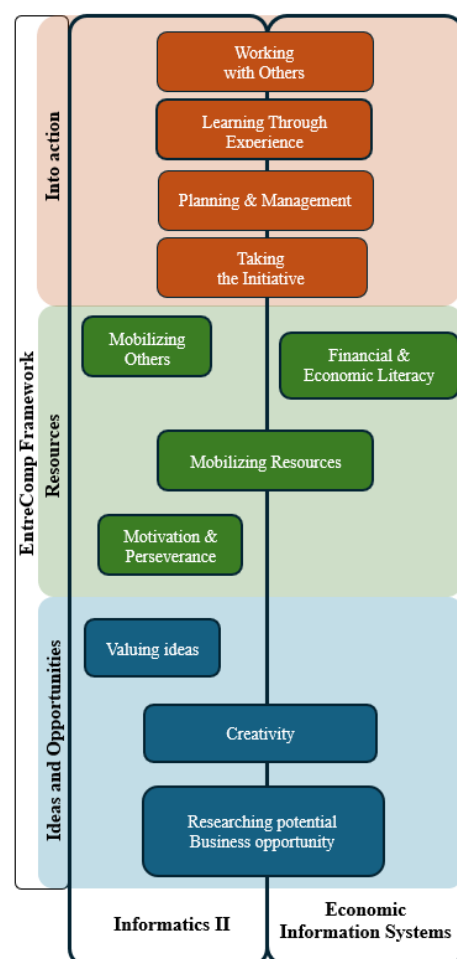 EntreComp Framework
Into action
Working
with Others
Learning Through
Experience
Planning & Management
Taking
the Initiative
Resources
Mobilizing
Others
Financial &
Economic Literacy
Mobilizing Resources
Motivation &
Perseverance
Ideas and Opportunities
Valuing ideas
Creativity
Researching potential
Business opportunity
Informatics II
Economic
Information Systems